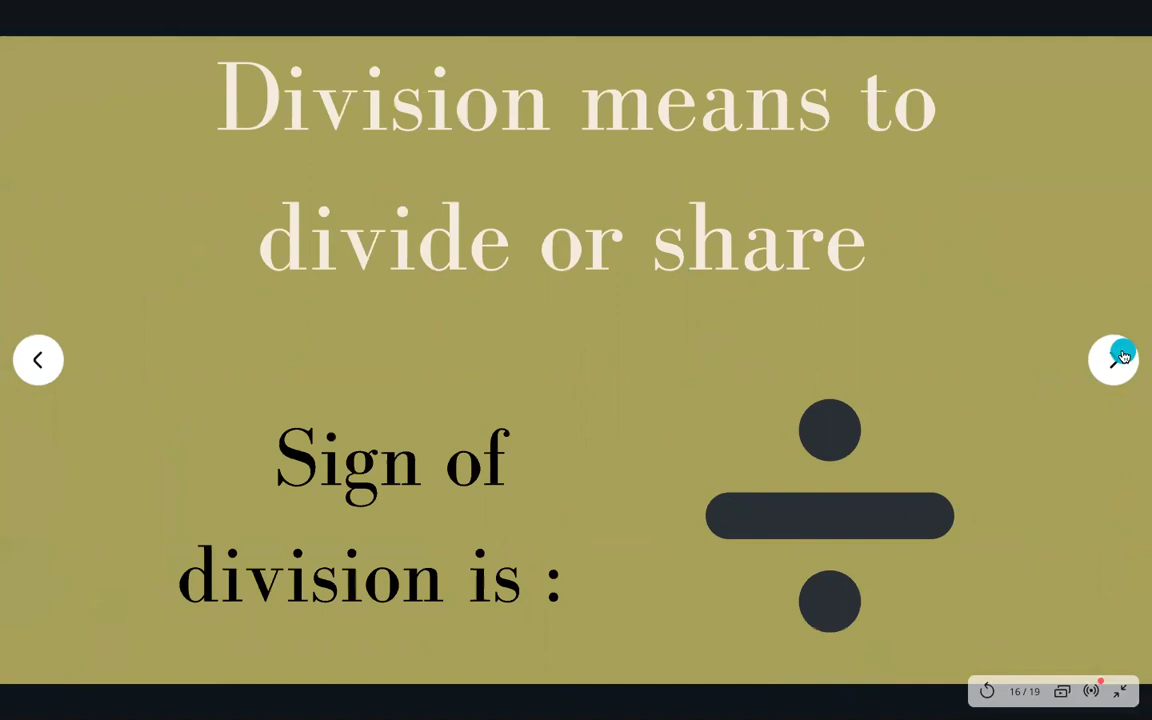 Division means to
divide or share
Sign of
division is :
÷
16 / 19